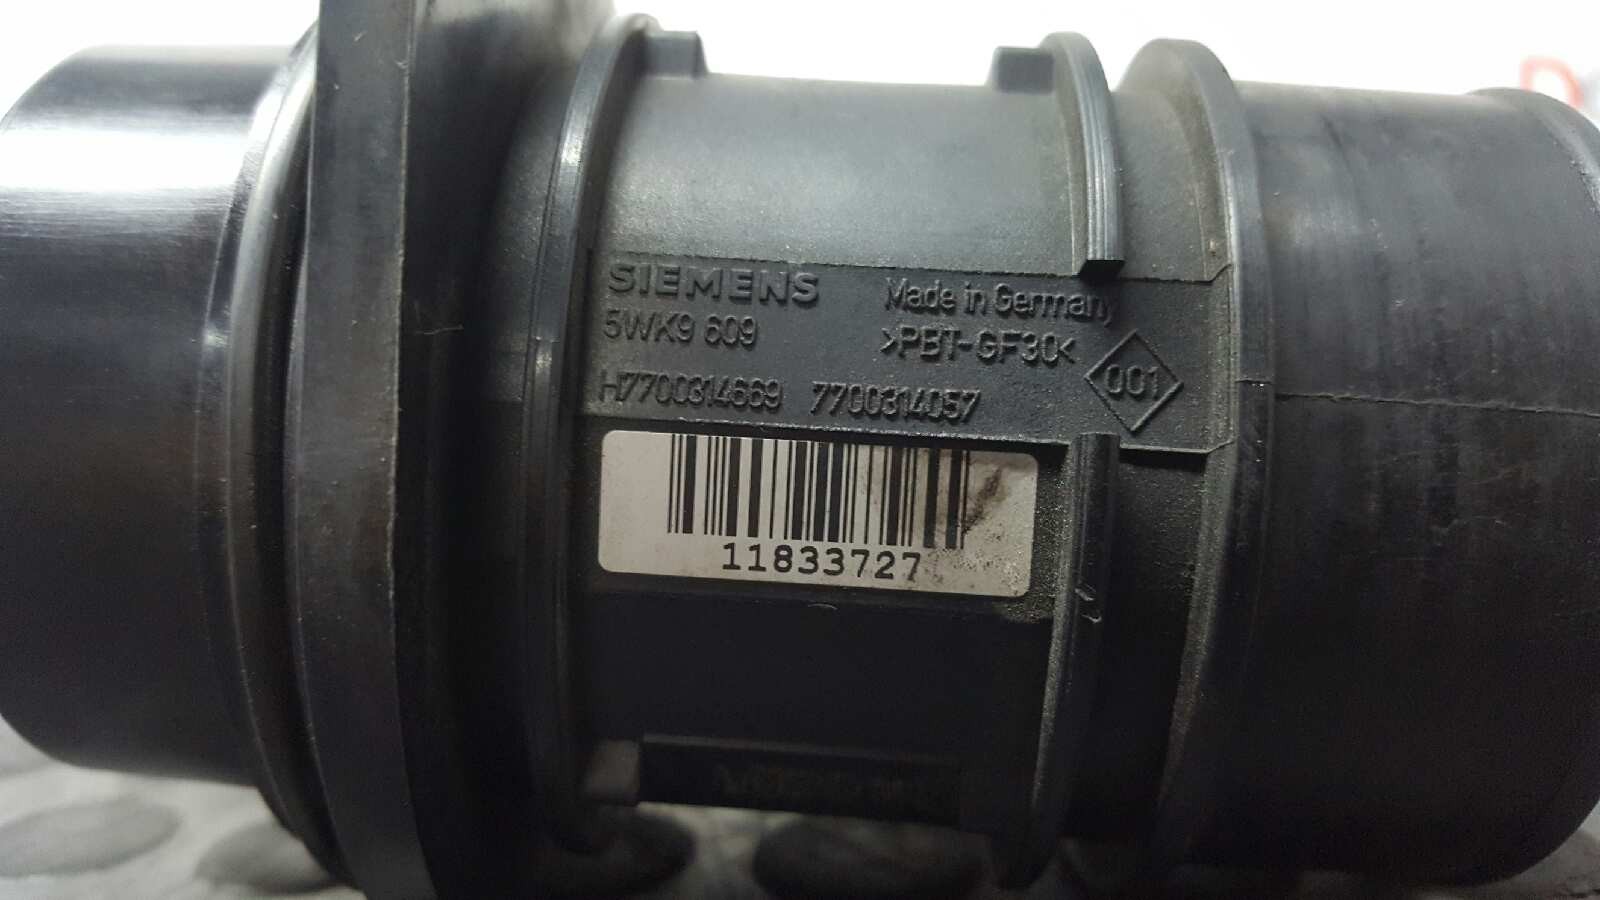 SIEMENS
5WK9 609
Made in Germany
>PBT-GF30<
001
H7700314669 7700314057
11833727